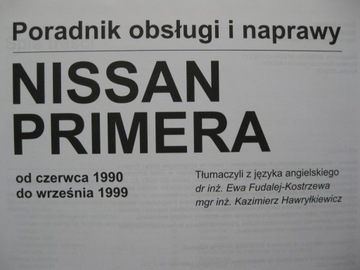 Poradnik obsługi i naprawy
NISSAN
PRIMERA
od czerwca 1990
do września 1999
Tłumaczyli z języka angielskiego
dr inż. Ewa Fudalej-Kostrzewa
mgr inż. Kazimierz Hawryłkiewicz